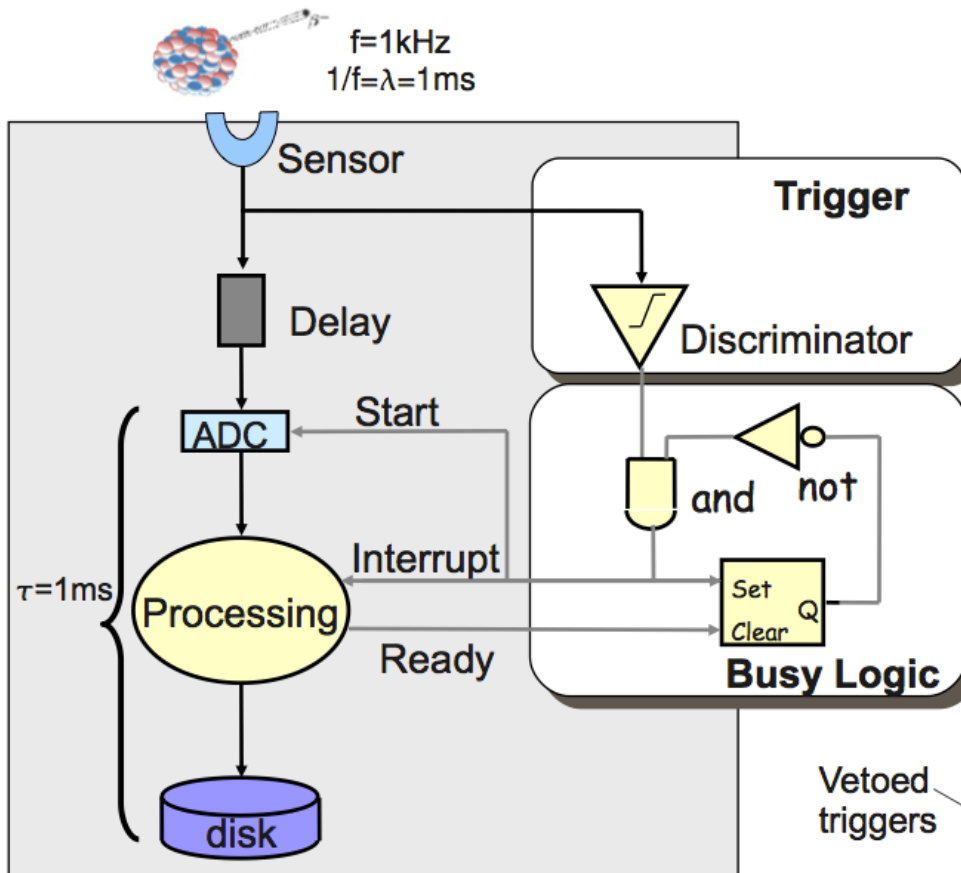 f=1kHz
1/f=λ=1ms
Sensor
Trigger
Delay
Discriminator
Start
ADC
and
not
Interrupt
τ=1ms
Processing
Set
Q
Clear
Ready
Busy Logic
Vetoed
triggers
disk